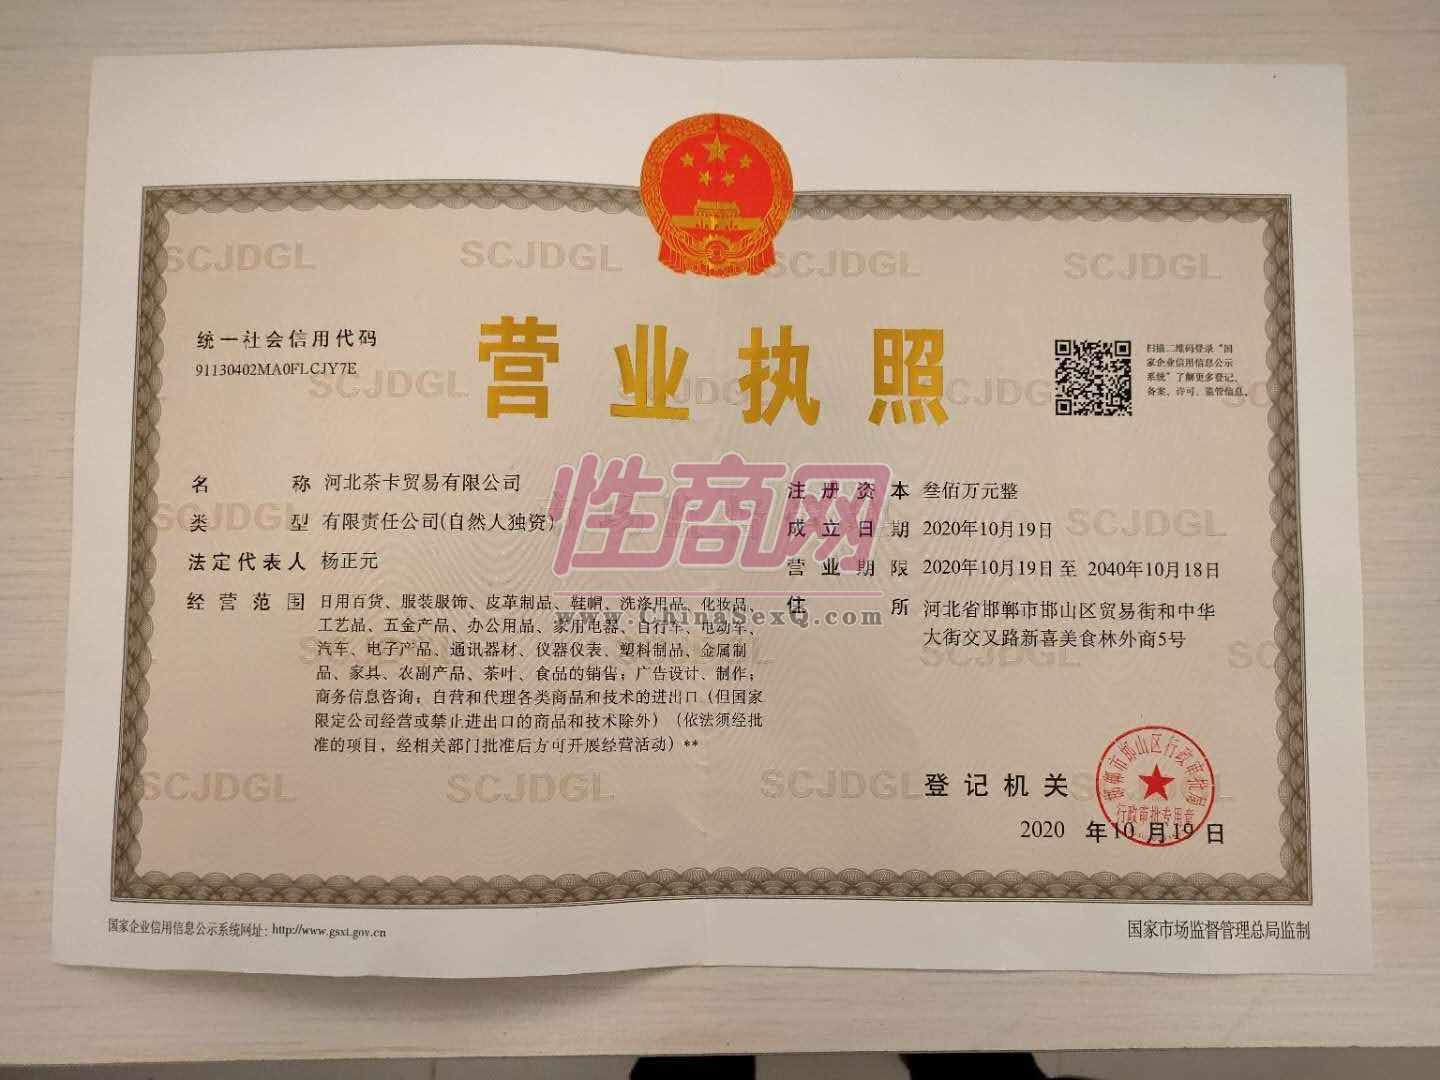 营业执照
统一社会信用代码
91130402MA0FLCJY7E
扫描二维码登录“国
家企业信用信息公示
系统”了解更多登记、
备案、许可、监管信息。
名称 河北茶卡贸易有限公司
类型 有限责任公司(自然人独资)
法定代表人 杨正元
经营范围 日用百货、服装服饰、皮革制品、鞋帽、洗涤用品、化妆品、
工艺品、五金产品、办公用品、家用电器、自行车、电动车、
汽车、电子产品、通讯器材、仪器仪表、塑料制品、金属制
品、家具、农副产品、茶叶、食品的销售；广告设计、制作；
商务信息咨询；自营和代理各类商品和技术的进出口（但国家
限定公司经营或禁止进出口的商品和技术除外）（依法须经批
准的项目，经相关部门批准后方可开展经营活动）**
注册资本 叁佰万元整
成立日期 2020年10月19日
营业期限 2020年10月19日至 2040年10月18日
住所 河北省邯郸市邯山区贸易街和中华
大街交叉路新喜美食林外商5号
性商网
www.ChinaSexQ.com
登记机关
邯郸市邯山区行政审批局
行政审批专用章
2020 年10 月19 日
国家企业信用信息公示系统网址：http://www.gsxt.gov.cn
国家市场监督管理总局监制
SCJDGL